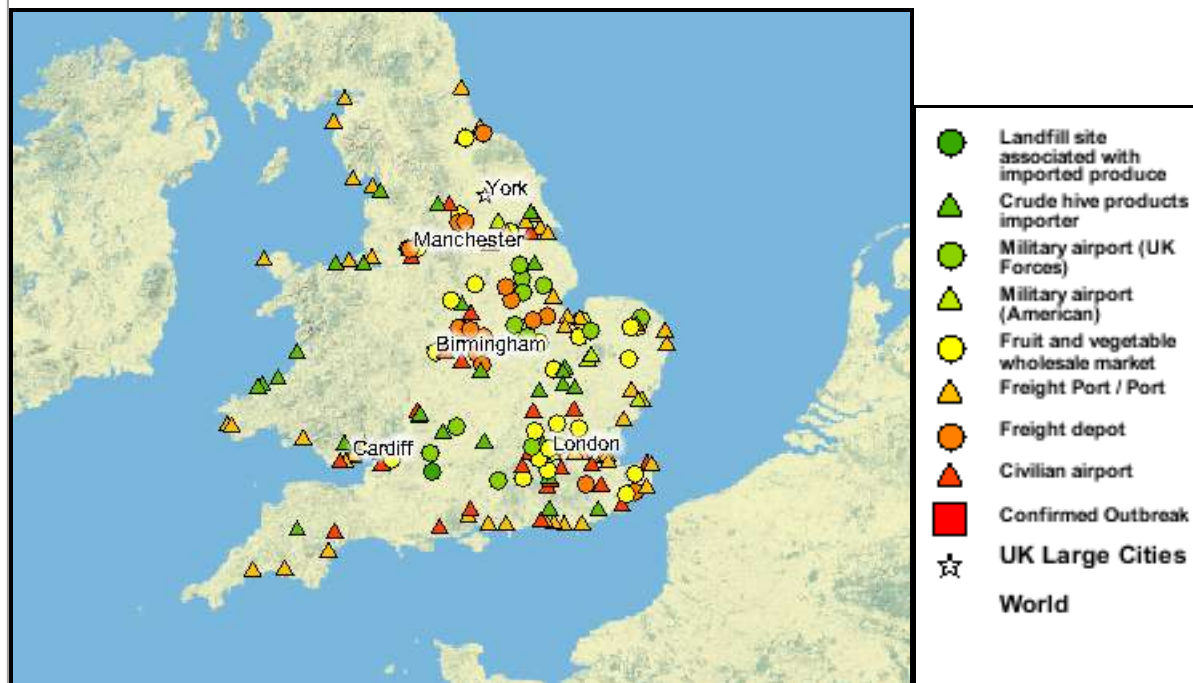 York
Manchester
Birmingham
Cardiff
London
Landfill site
associated with
imported produce
Crude hive products
importer
Military airport (UK
Forces)
Military airport
(American)
Fruit and vegetable
wholesale market
Freight Port / Port
Freight depot
Civilian airport
Confirmed Outbreak
UK Large Cities
World